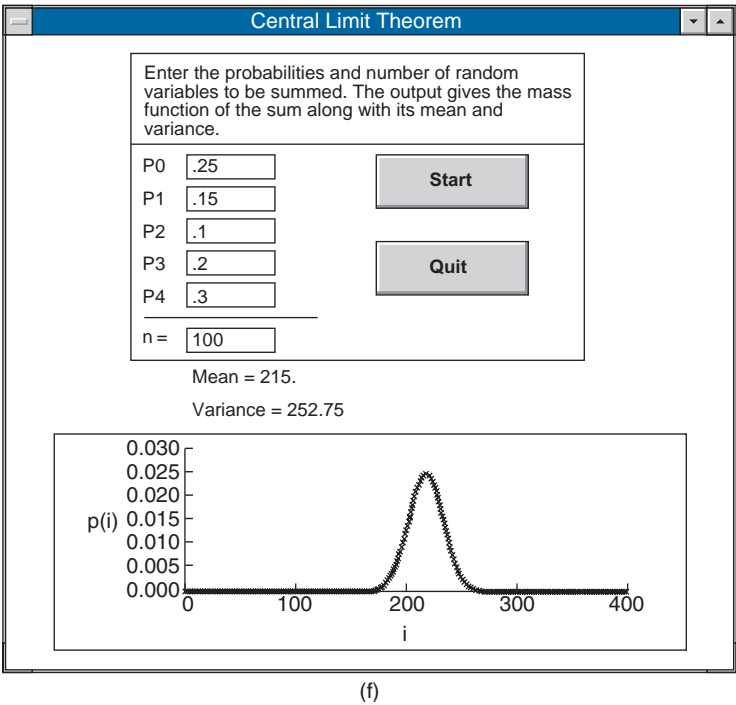 Central Limit Theorem
Enter the probabilities and number of random
variables to be summed. The output gives the mass
function of the sum along with its mean and
variance.
P0 .25
Start
P1 .15
P2 .1
P3 .2
Quit
P4 .3
n = 100
Mean = 215.
Variance = 252.75
0.030
0.025
0.020
p(i) 0.015
0.010
0.005
0.000
0 100 200 300 400
i
(f)